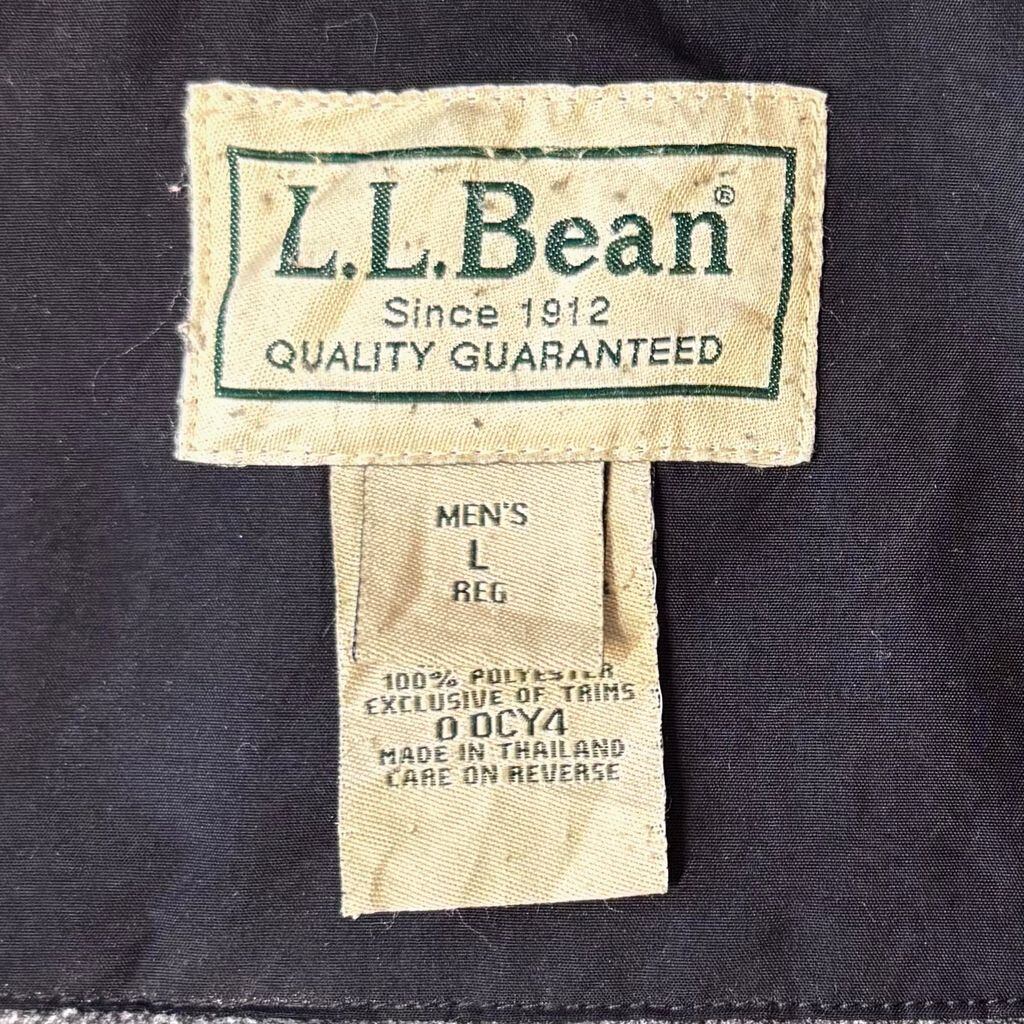 L.L.Bean®
Since 1912
QUALITY GUARANTEED
MEN'S
L
REG
100% POLYESTER
EXCLUSIVE OF TRIMS
0 DCY4
MADE IN THAILAND
CARE ON REVERSE